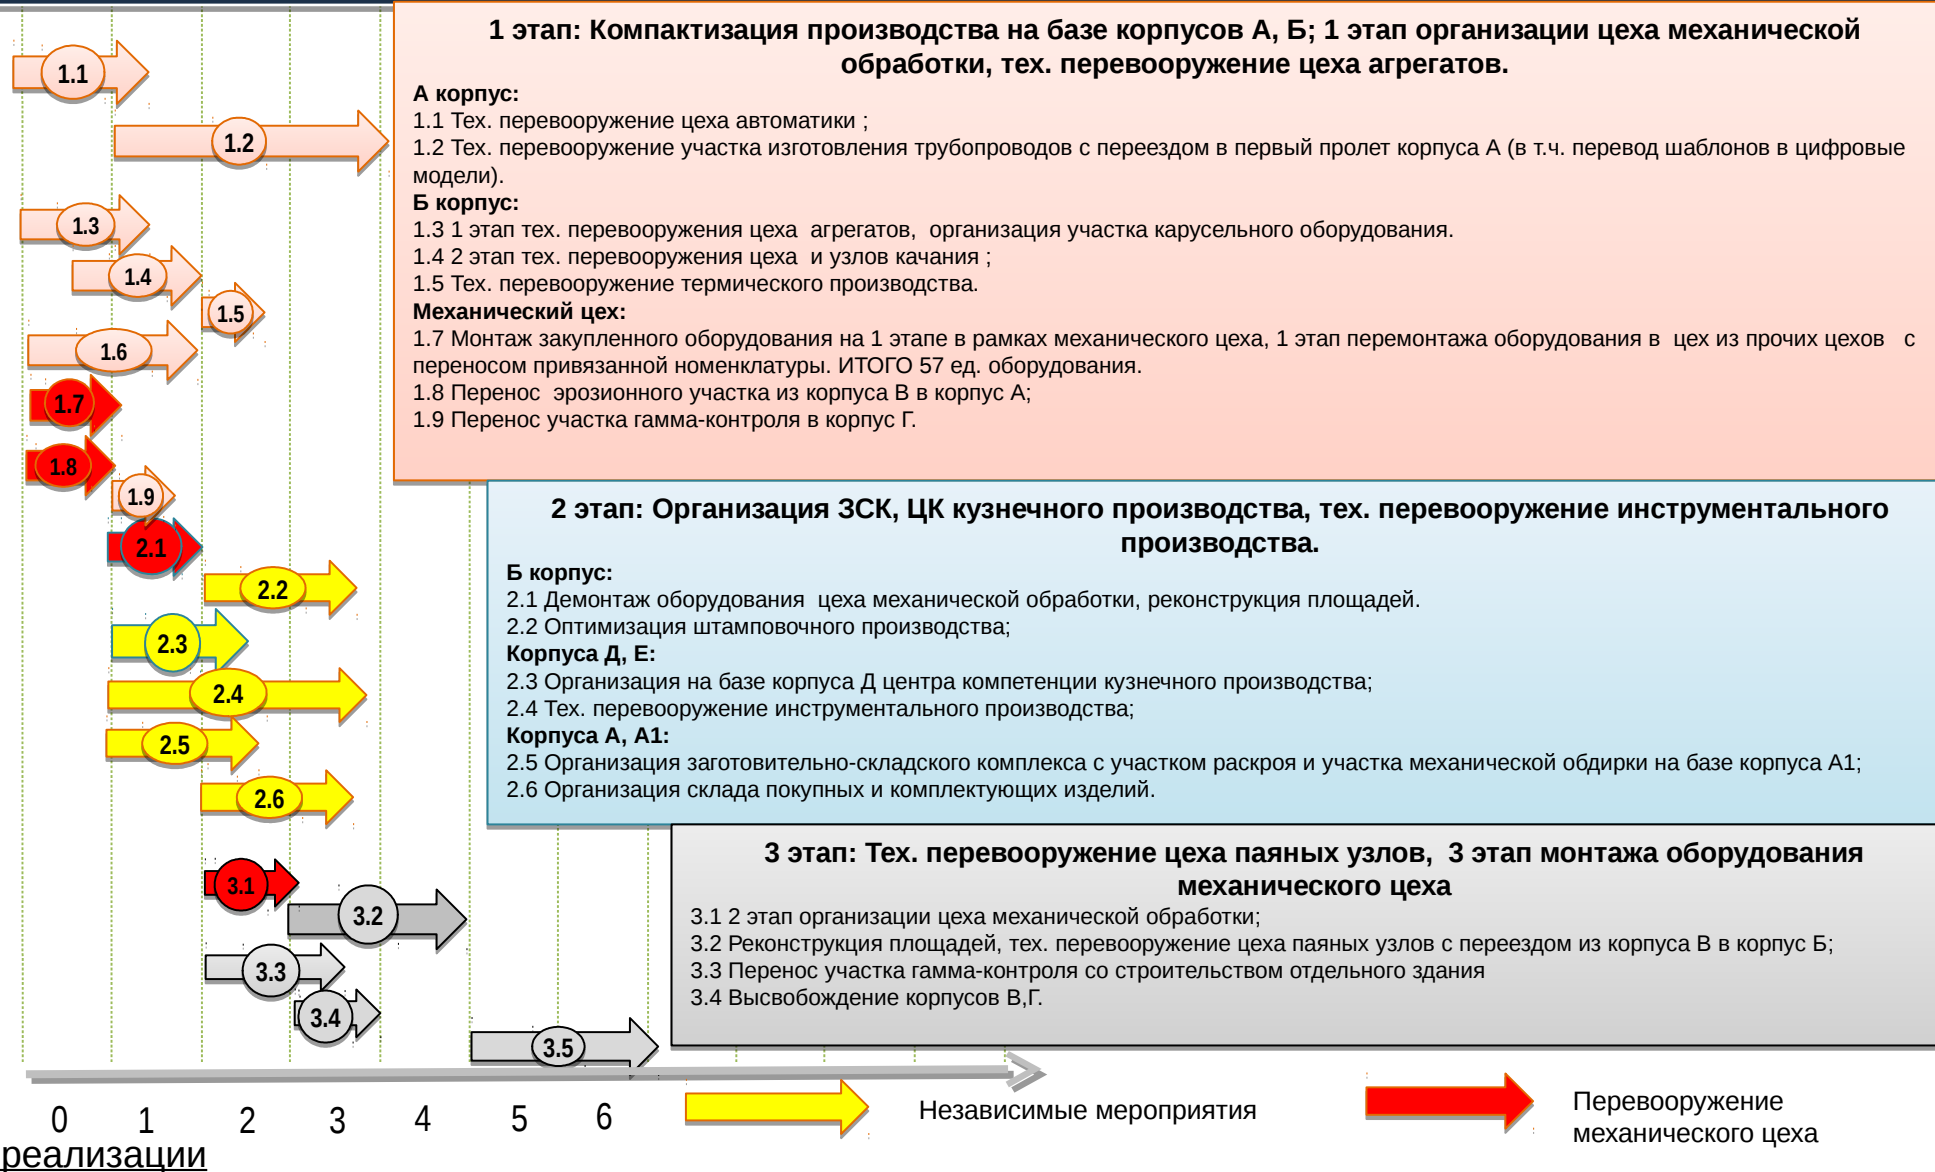 1.1
1.2
1.3
1.4
1.5
1.6
1.7
1.8
1.9
2.1
2.2
2.3
2.4
2.5
2.6
3.1
3.2
3.3
3.4
3.5
1 этап: Компактизация производства на базе корпусов А, Б; 1 этап организации цеха механической
обработки, тех. перевооружение цеха агрегатов.
А корпус:
1.1 Тех. перевооружение цеха автоматики ;
1.2 Тех. перевооружение участка изготовления трубопроводов с переездом в первый пролет корпуса А (в т.ч. перевод шаблонов в цифровые
модели).
Б корпус:
1.3 1 этап тех. перевооружения цеха агрегатов, организация участка карусельного оборудования.
1.4 2 этап тех. перевооружения цеха и узлов качания ;
1.5 Тех. перевооружение термического производства.
Механический цех:
1.7 Монтаж закупленного оборудования на 1 этапе в рамках механического цеха, 1 этап перемонтажа оборудования в цех из прочих цехов с
переносом привязанной номенклатуры. ИТОГО 57 ед. оборудования.
1.8 Перенос эрозионного участка из корпуса В в корпус А;
1.9 Перенос участка гамма-контроля в корпус Г.
2 этап: Организация ЗСК, ЦК кузнечного производства, тех. перевооружение инструментального
производства.
Б корпус:
2.1 Демонтаж оборудования цеха механической обработки, реконструкция площадей.
2.2 Оптимизация штамповочного производства;
Корпуса Д, Е:
2.3 Организация на базе корпуса Д центра компетенции кузнечного производства;
2.4 Тех. перевооружение инструментального производства;
Корпуса А, А1:
2.5 Организация заготовительно-складского комплекса с участком раскроя и участка механической обдирки на базе корпуса А1;
2.6 Организация склада покупных и комплектующих изделий.
3 этап: Тех. перевооружение цеха паяных узлов, 3 этап монтажа оборудования
механического цеха
3.1 2 этап организации цеха механической обработки;
3.2 Реконструкция площадей, тех. перевооружение цеха паяных узлов с переездом из корпуса В в корпус Б;
3.3 Перенос участка гамма-контроля со строительством отдельного здания
3.4 Высвобождение корпусов В,Г.
0 1 2 3 4 5 6
реализации
Независимые мероприятия
Перевооружение
механического цеха